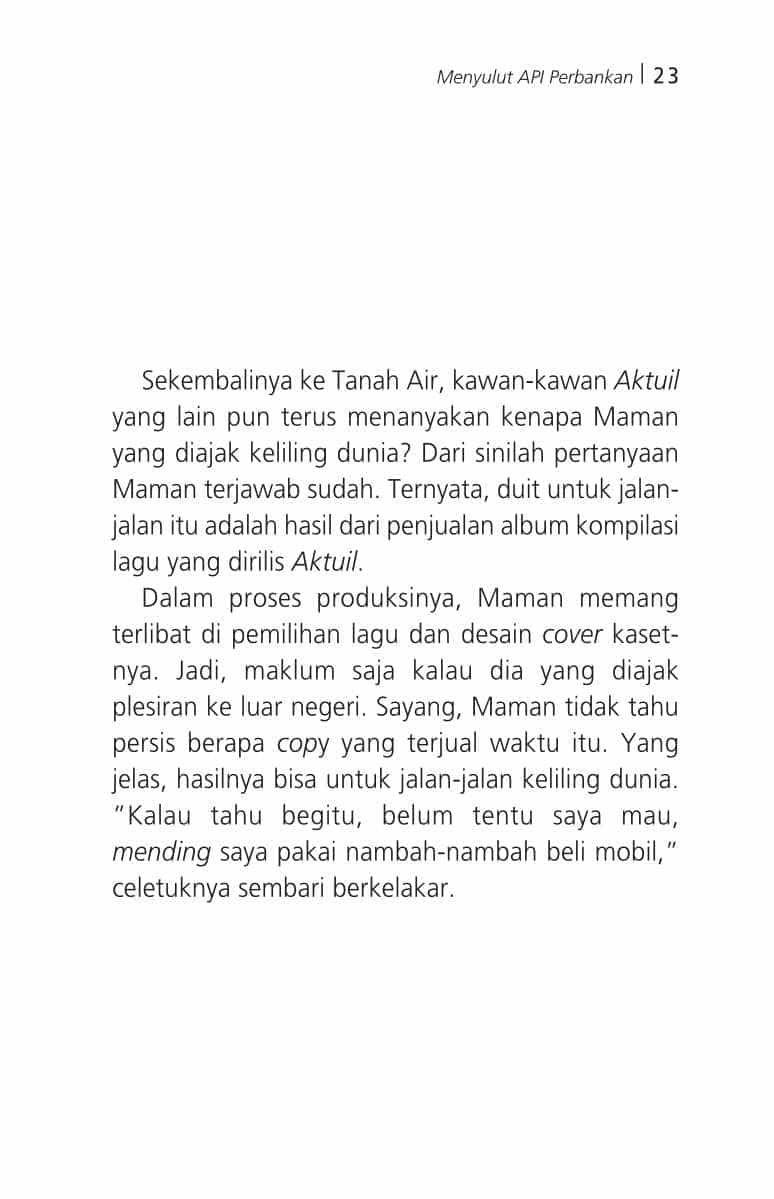 Menyulut API Perbankan | 23
Sekembalinya ke Tanah Air, kawan-kawan Aktuil
yang lain pun terus menanyakan kenapa Maman
yang diajak keliling dunia? Dari sinilah pertanyaan
Maman terjawab sudah. Ternyata, duit untuk jalan-
jalan itu adalah hasil dari penjualan album kompilasi
lagu yang dirilis Aktuil.
Dalam proses produksinya, Maman memang
terlibat di pemilihan lagu dan desain cover kaset-
nya. Jadi, maklum saja kalau dia yang diajak
plesiran ke luar negeri. Sayang, Maman tidak tahu
persis berapa copy yang terjual waktu itu. Yang
jelas, hasilnya bisa untuk jalan-jalan keliling dunia.
”Kalau tahu begitu, belum tentu saya mau,
mending saya pakai nambah-nambah beli mobil,”
celetuknya sembari berkelakar.